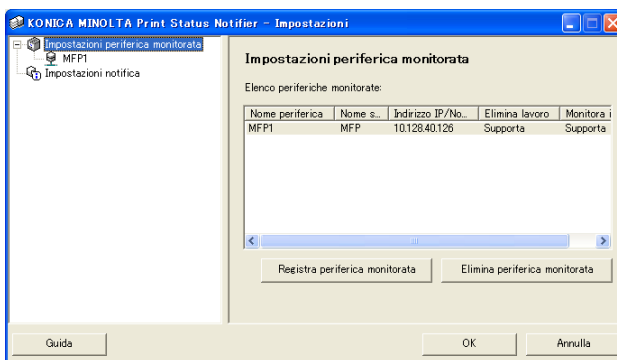 KONICA MINOLTA Print Status Notifier - Impostazioni
Impostazioni periferica monitorata
MFP1
Impostazioni notifica
Impostazioni periferica monitorata
Elenco periferiche monitorate:
Nome periferica Nome s... Indirizzo IP/No... Elimina lavoro Monitora i
MFP1 MFP 10.128.40.126 Supporta Supporta
Registra periferica monitorata Elimina periferica monitorata
Guida OK Annulla